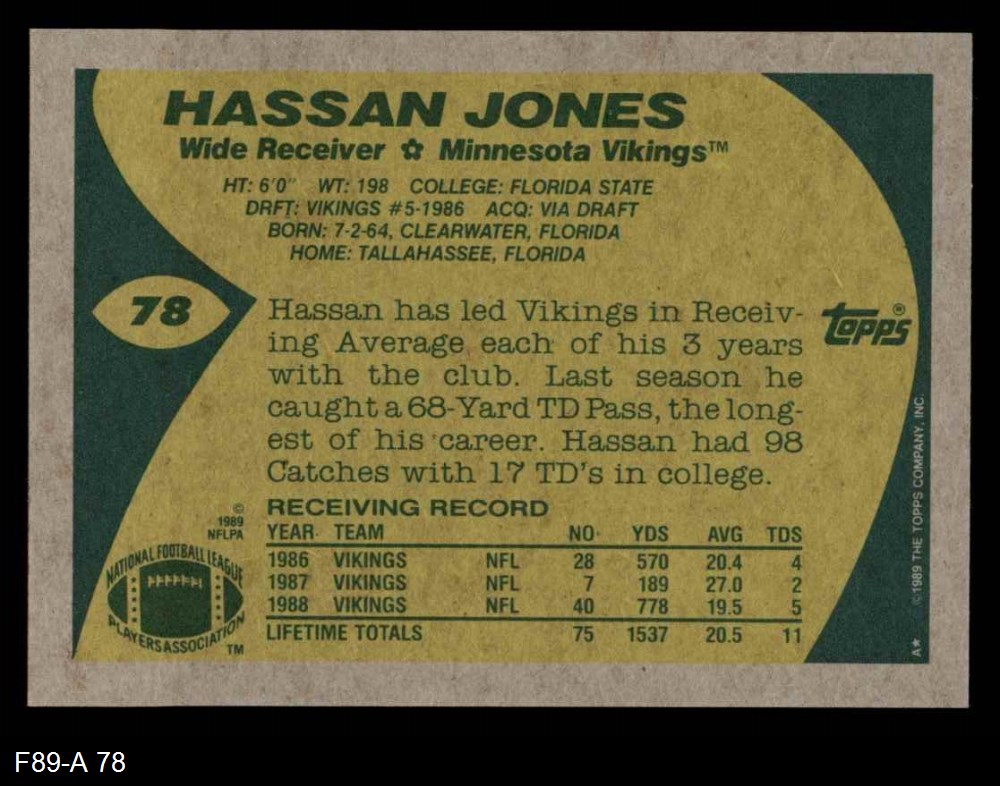 HASSAN JONES
Wide Receiver ✿ Minnesota Vikings™
HT: 6'0" WT: 198 COLLEGE: FLORIDA STATE
DRFT: VIKINGS #5-1986 ACQ: VIA DRAFT
BORN: 7-2-64, CLEARWATER, FLORIDA
HOME: TALLAHASSEE, FLORIDA
78
Hassan has led Vikings in Receiv-
ing Average each of his 3 years
with the club. Last season he
caught a 68-Yard TD Pass, the long-
est of his career. Hassan had 98
Catches with 17 TD's in college.
topps®
RECEIVING RECORD
YEAR TEAM NO. YDS AVG TDS
1986 VIKINGS NFL 28 570 20.4 4
1987 VIKINGS NFL 7 189 27.0 2
1988 VIKINGS NFL 40 778 19.5 5
LIFETIME TOTALS 75 1537 20.5 11
©
1989
NFLPA
NATIONAL FOOTBALL LEAGUE
PLAYERS ASSOCIATION
TM
©1989 THE TOPPS COMPANY, INC.
A★
F89-A 78